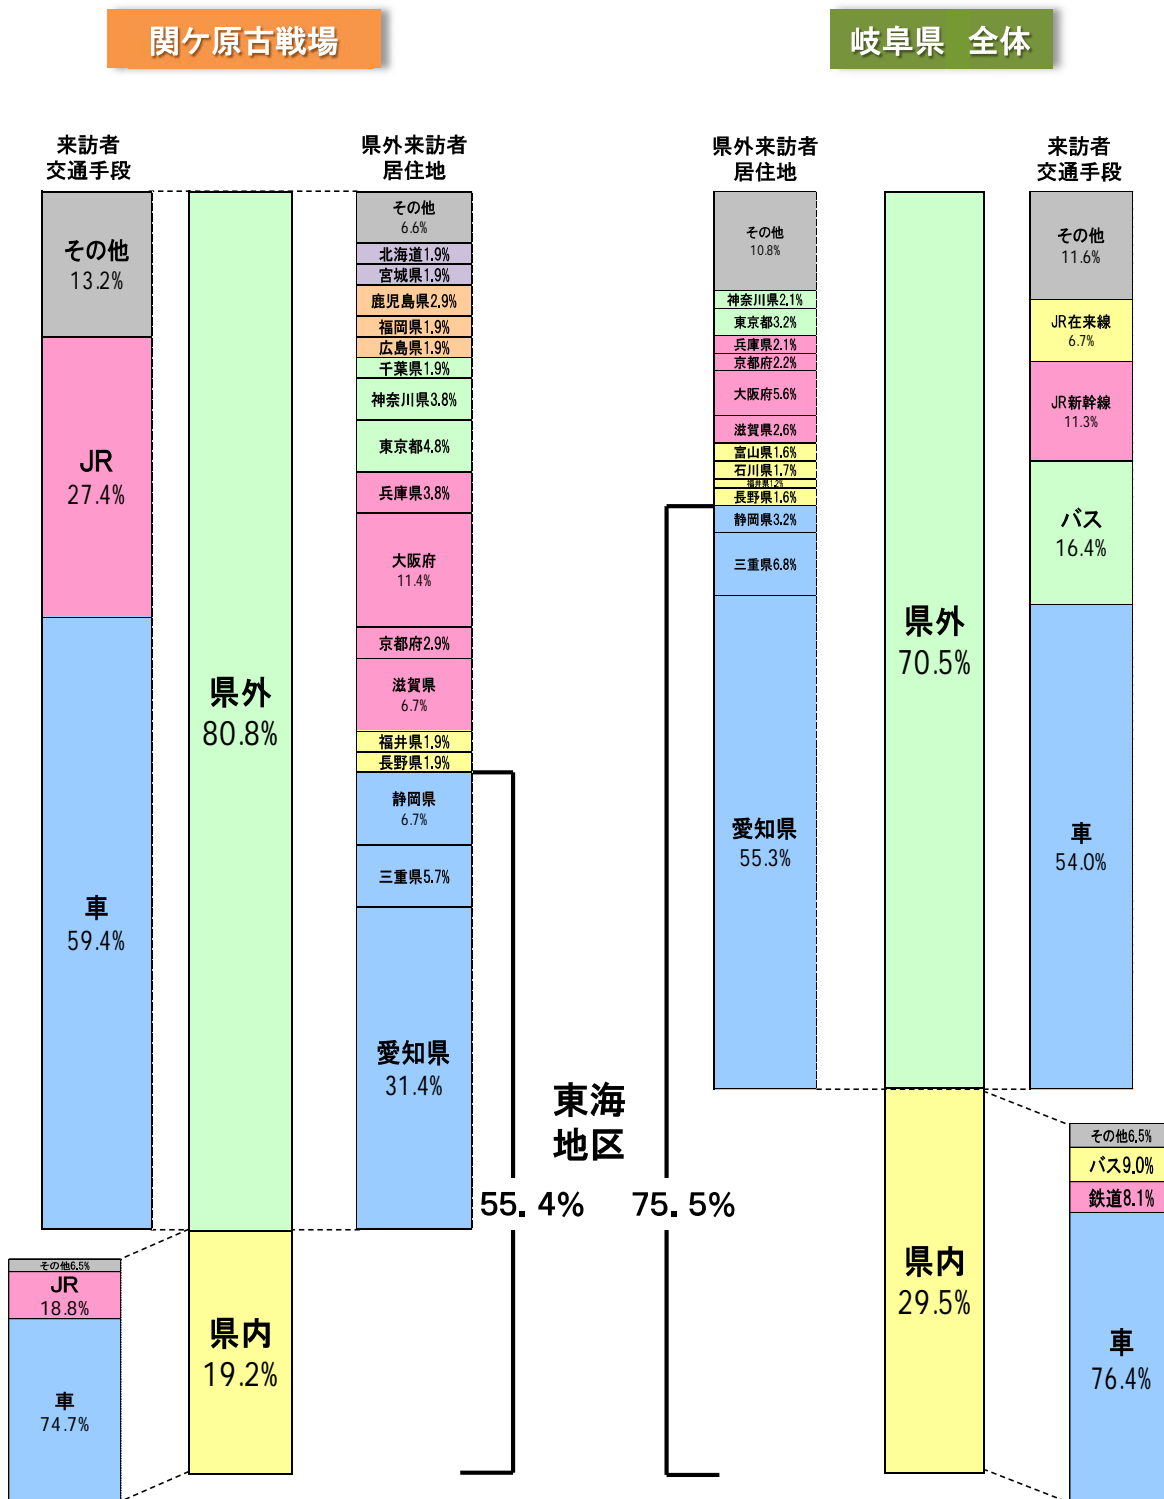 関ケ原古戦場
岐阜県 全体
来訪者
交通手段
県外来訪者
居住地
県外来訪者
居住地
来訪者
交通手段
その他
13.2%
JR
27.4%
車
59.4%
県外
80.8%
その他
6.6%
北海道1.9%
宮城県1.9%
鹿児島県2.9%
福岡県1.9%
広島県1.9%
千葉県1.9%
神奈川県3.8%
東京都4.8%
兵庫県3.8%
大阪府
11.4%
京都府2.9%
滋賀県
6.7%
福井県1.9%
長野県1.9%
静岡県
6.7%
三重県5.7%
愛知県
31.4%
その他6.5%
JR
18.8%
車
74.7%
県内
19.2%
東海
地区
55.4%
75.5%
その他
10.8%
神奈川県2.1%
東京都3.2%
兵庫県2.1%
京都府2.2%
大阪府5.6%
滋賀県2.6%
富山県1.6%
石川県1.7%
福井県1.2%
長野県1.6%
静岡県3.2%
三重県6.8%
愛知県
55.3%
県外
70.5%
県内
29.5%
その他
11.6%
JR在来線
6.7%
JR新幹線
11.3%
バス
16.4%
車
54.0%
その他6.5%
バス9.0%
鉄道8.1%
車
76.4%